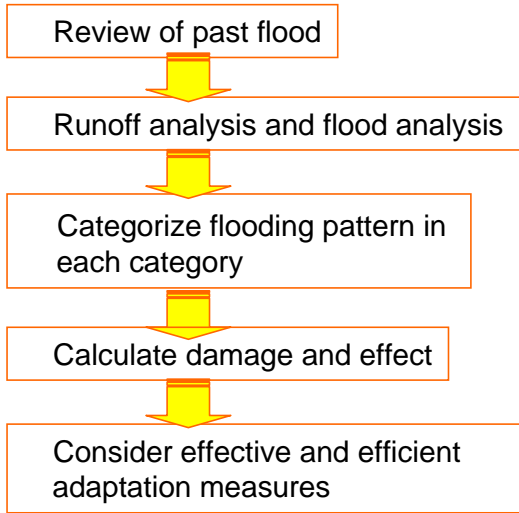 Review of past flood
Runoff analysis and flood analysis
Categorize flooding pattern in
each category
Calculate damage and effect
Consider effective and efficient
adaptation measures